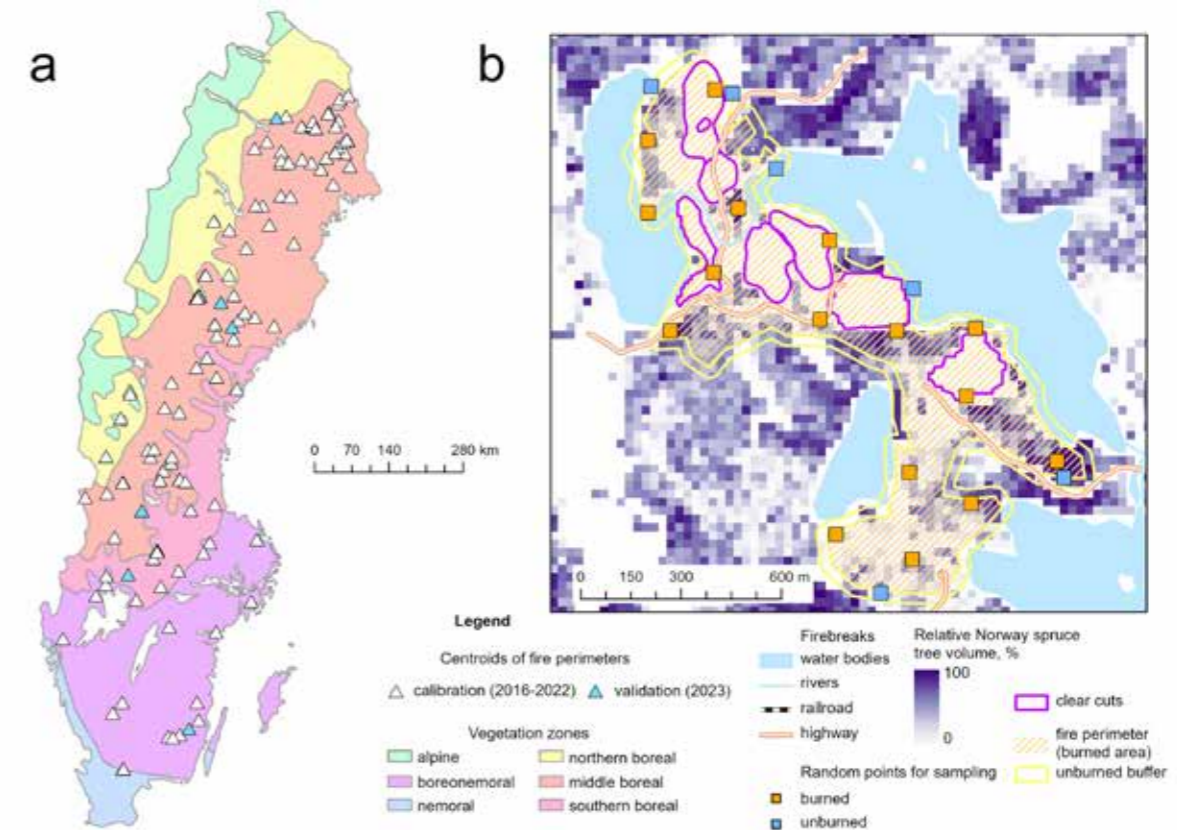 a
b
0 70 140 280 km
0 150 300 600 m
Legend
Centroids of fire perimeters
calibration (2016-2022)
validation (2023)
Vegetation zones
alpine
northern boreal
boreonemoral
middle boreal
nemoral
southern boreal
Firebreaks
water bodies
rivers
railroad
highway
Random points for sampling
burned
unburned
Relative Norway spruce
tree volume, %
100
0
clear cuts
fire perimeter
(burned area)
unburned buffer